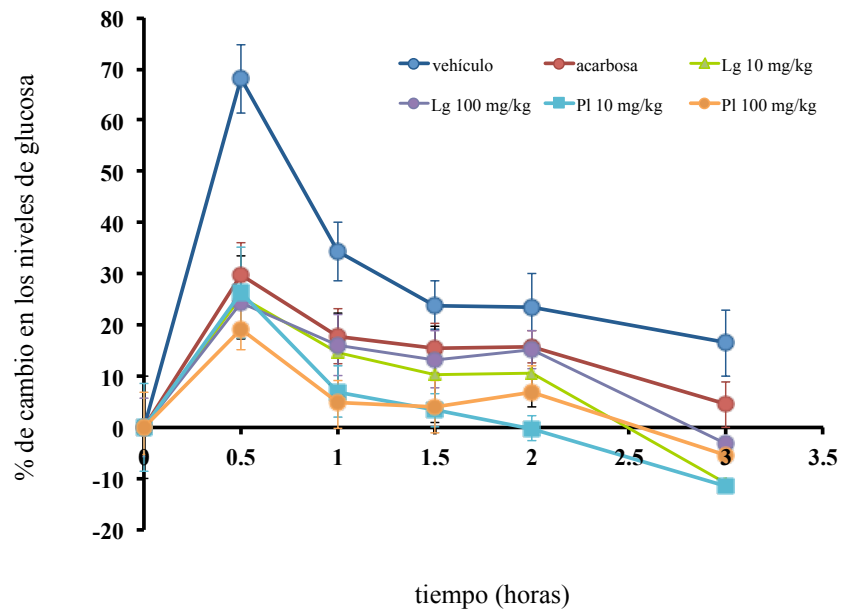 % de cambio en los niveles de glucosa
80
70
60
50
40
30
20
10
0
-10
-20
vehículo acarbosa Lg 10 mg/kg
Lg 100 mg/kg Pl 10 mg/kg Pl 100 mg/kg
0 0.5 1 1.5 2 2.5 3 3.5
tiempo (horas)